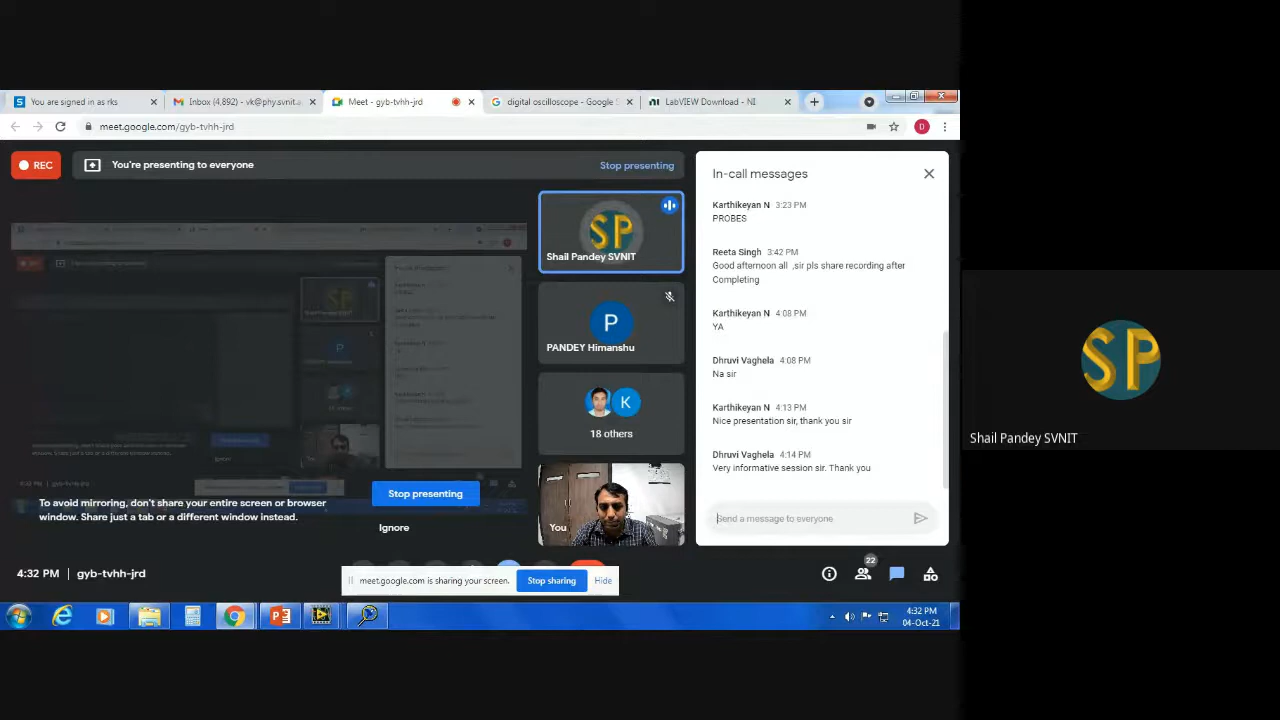 You are signed in as rks
Inbox (4,892) - vk@phy.svnit.a
Meet - gyb-tvhh-jrd
digital oscilloscope - Google S
LabVIEW Download - NI
meet.google.com/gyb-tvhh-jrd
U
REC
You're presenting to everyone
Stop presenting
SP
Shail Pandey SVNIT
P
PANDEY Himanshu
K
18 others
You
To avoid mirroring, don't share your entire screen or browser
window. Share just a tab or a different window instead.
Stop presenting
Ignore
In-call messages
Karthikeyan N 3:23 PM
PROBES
Reeta Singh 3:42 PM
Good afternoon all ,sir pls share recording after
Completing
Karthikeyan N 4:08 PM
YA
Dhruvi Vaghela 4:08 PM
Na sir
Karthikeyan N 4:13 PM
Nice presentation sir, thank you sir
Dhruvi Vaghela 4:14 PM
Very informative session sir. Thank you
Send a message to everyone
4:32 PM | gyb-tvhh-jrd
22
meet.google.com is sharing your screen.
Stop sharing
Hide
4:32 PM
04-Oct-21
SP
Shail Pandey SVNIT